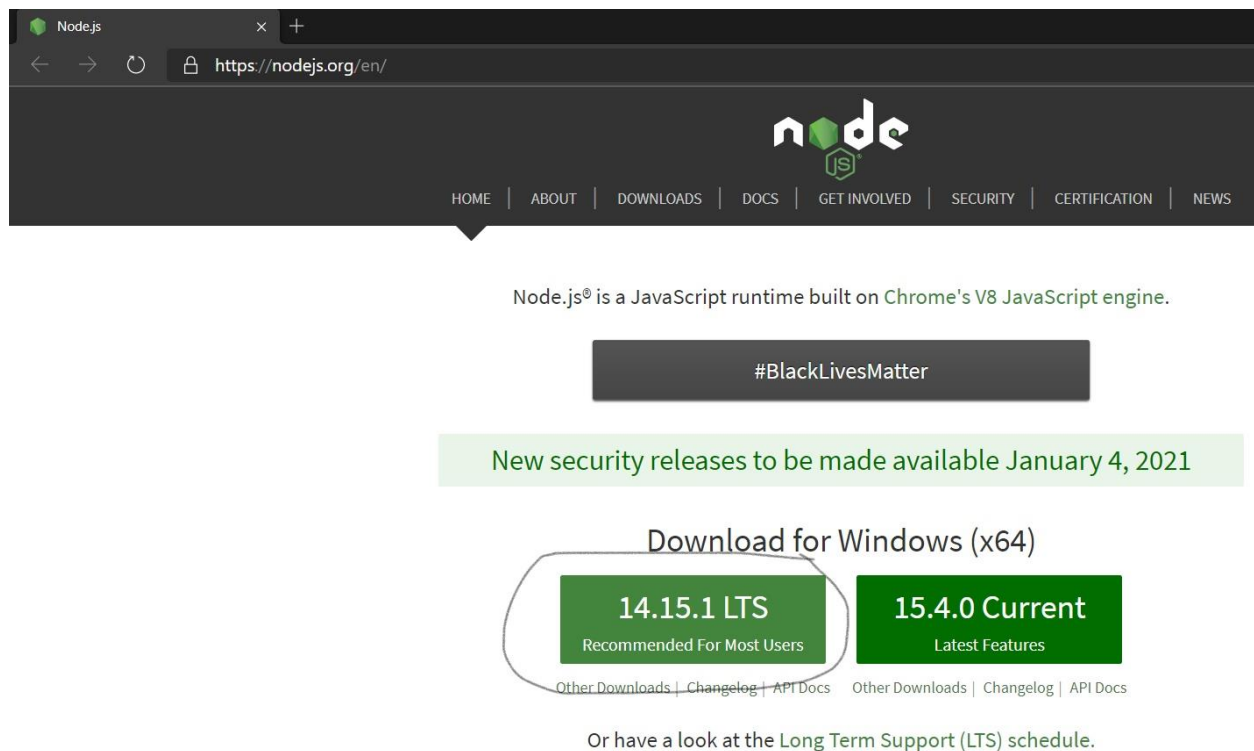 Node.js
https://nodejs.org/en/
node
JS®
HOME | ABOUT | DOWNLOADS | DOCS | GET INVOLVED | SECURITY | CERTIFICATION | NEWS
Node.js® is a JavaScript runtime built on Chrome's V8 JavaScript engine.
#BlackLivesMatter
New security releases to be made available January 4, 2021
Download for Windows (x64)
14.15.1 LTS
Recommended For Most Users
15.4.0 Current
Latest Features
Other Downloads | Changelog | API Docs
Other Downloads | Changelog | API Docs
Or have a look at the Long Term Support (LTS) schedule.